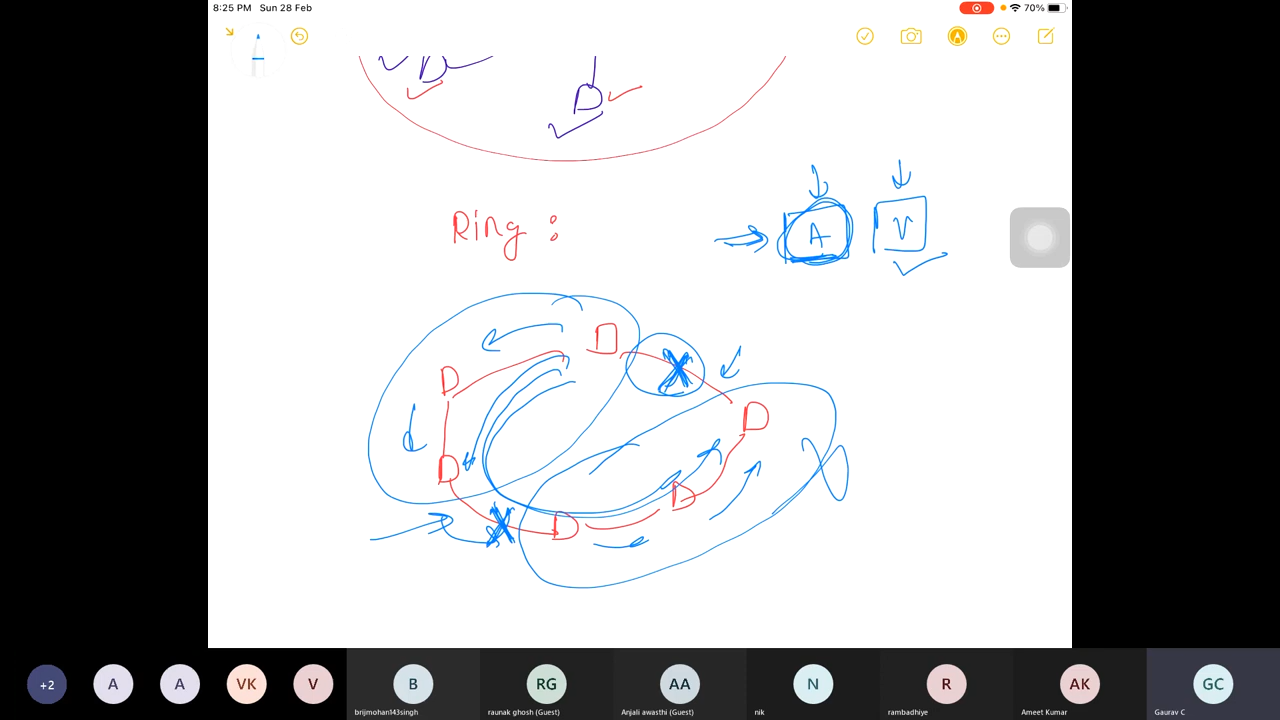 8:25 PM Sun 28 Feb
70%
D
D
Ring :
A
V
D
D
D
D
D
D
+2
A
A
VK
V
B
brijmohan143singh
RG
raunak ghosh (Guest)
AA
Anjali awasthi (Guest)
N
nik
R
rambadhiye
AK
Ameet Kumar
GC
Gaurav C